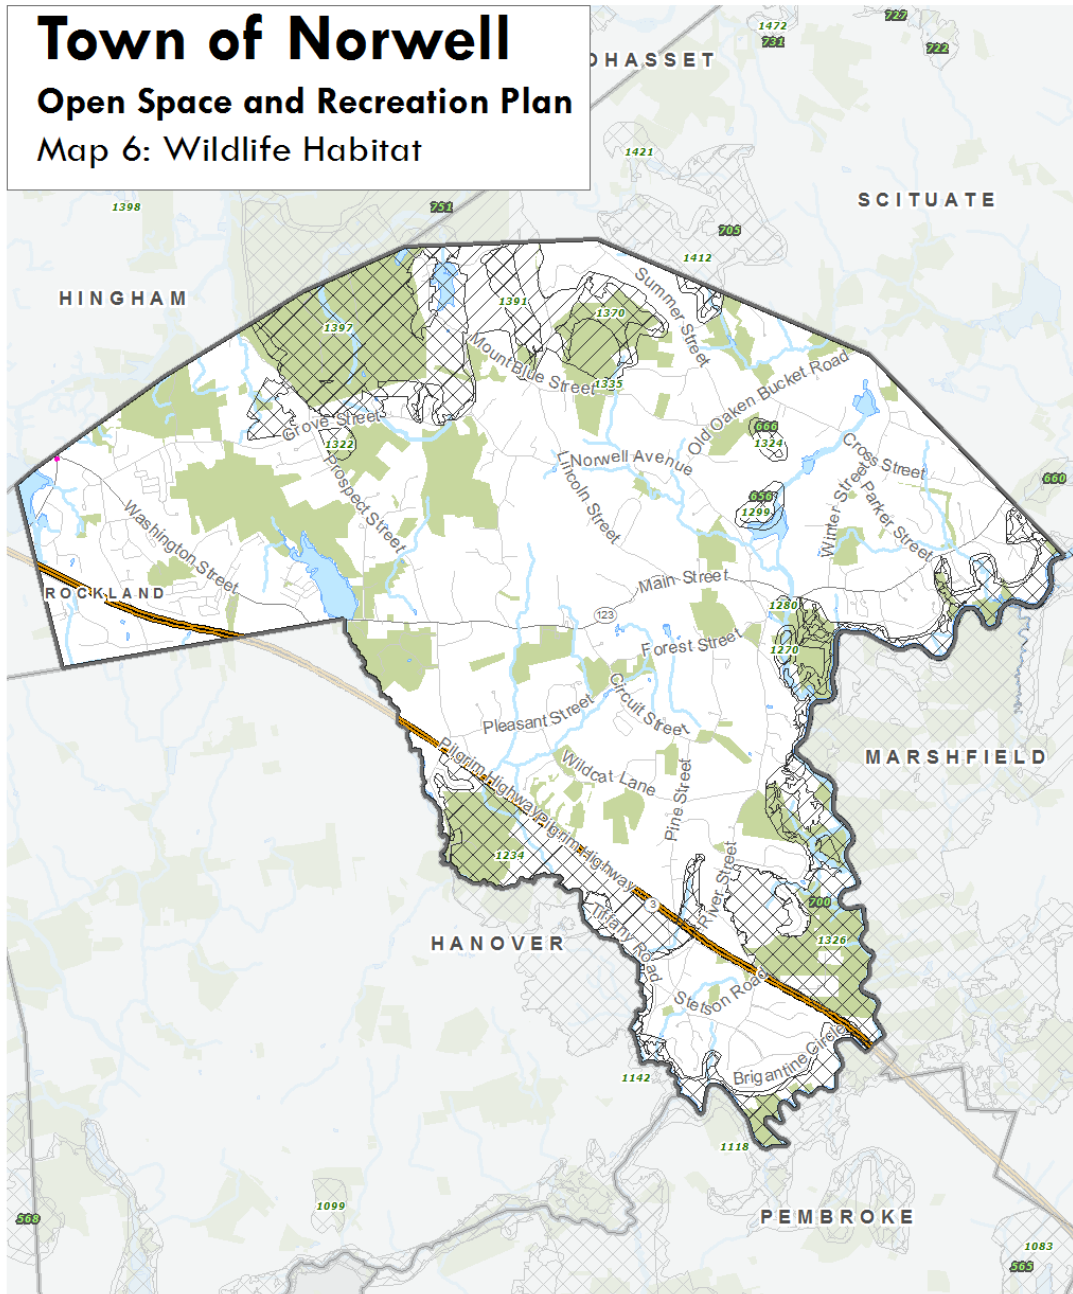 Town of Norwell
Open Space and Recreation Plan
Map 6: Wildlife Habitat
727
1472
731
722
OHASSET
1421
SCITUATE
1398
751
705
1412
HINGHAM
Summer Street
1391
1370
1397
Mount Blue Street
1335
Old Oaken Bucket Road
Grove Street
666
1324
1322
Cross Street
Norwell Avenue
Lincoln Street
Prospect Street
660
656
1299
Winter Street
Parker Street
Washington Street
Main Street
ROCKLAND
1280
123
Forest Street
1270
Circuit Street
Pleasant Street
MARSHFIELD
Pilgrim Highway
Wildcat Lane
Pine Street
Pilgrim Highway
1234
River Street
700
3
1326
HANOVER
Tiffany Road
Stetson Road
Brigantine Circle
1142
1118
1099
568
PEMBROKE
1083
565